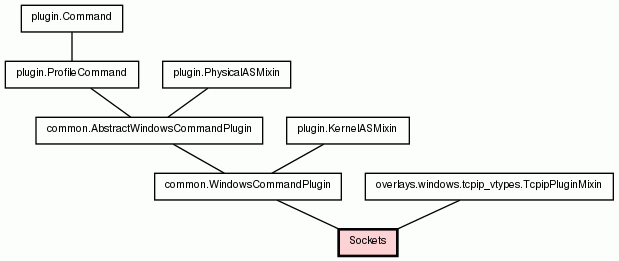 plugin.Command
plugin.ProfileCommand
plugin.PhysicalASMixin
common.AbstractWindowsCommandPlugin
plugin.KernelASMixin
common.WindowsCommandPlugin
overlays.windows.tcpip_vtypes.TcpipPluginMixin
Sockets